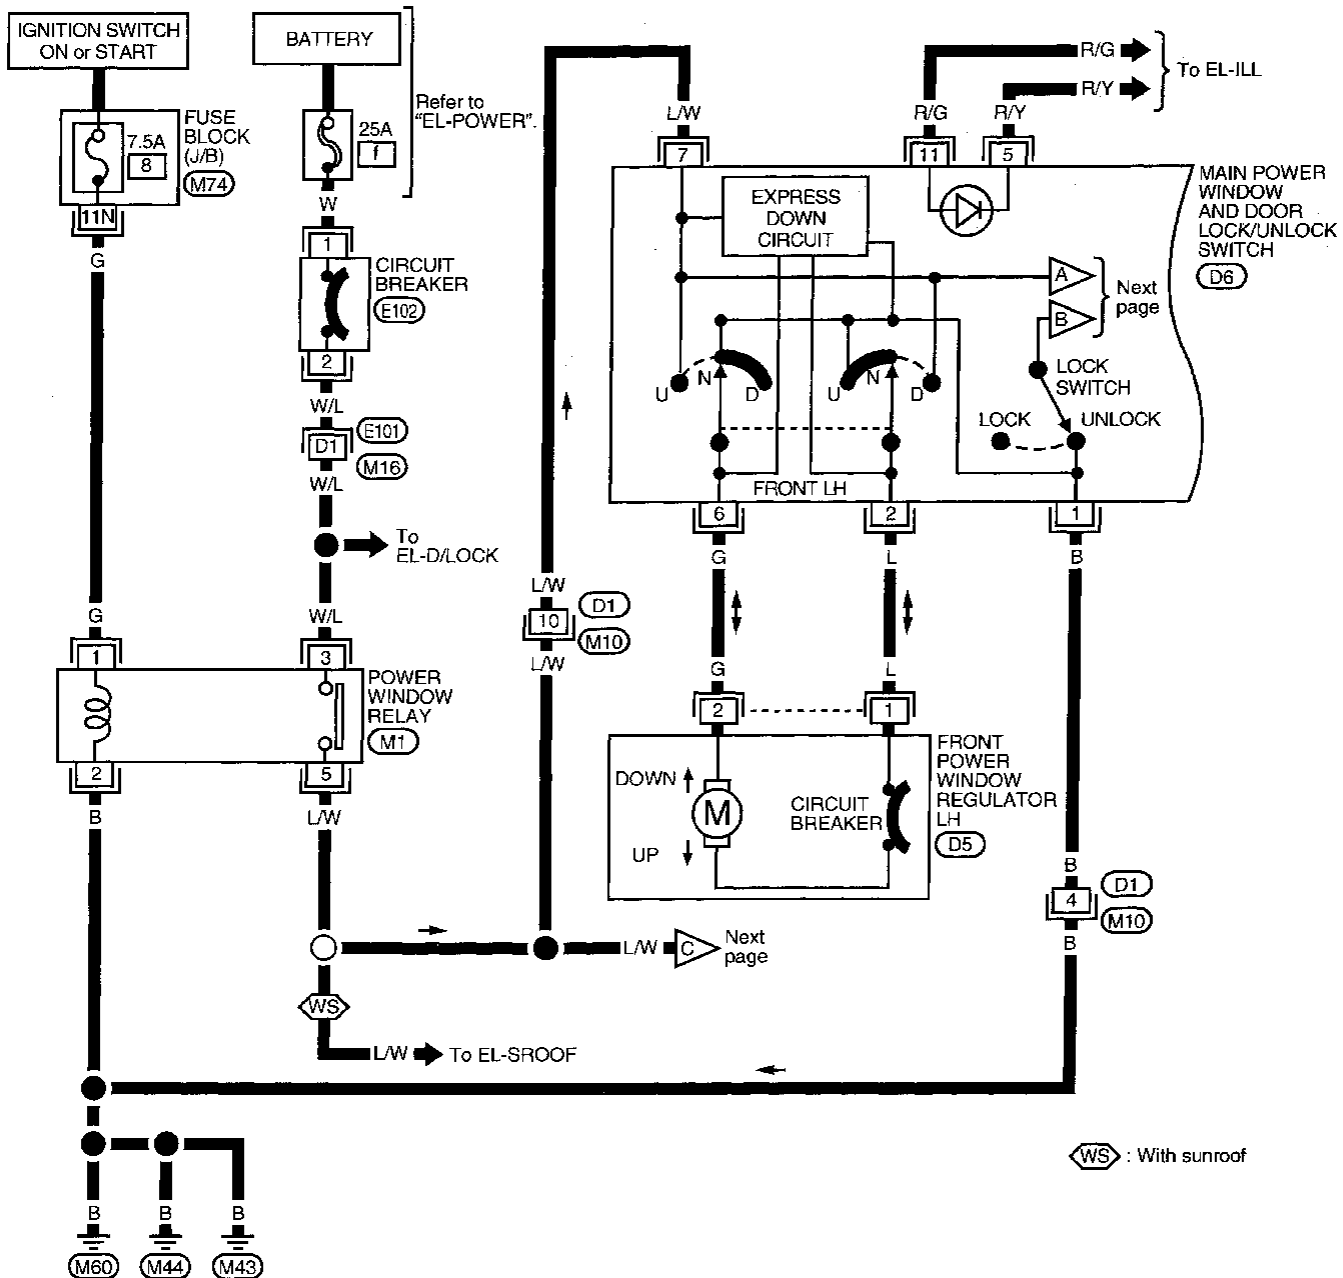 IGNITION SWITCH
ON or START
BATTERY
Refer to
"EL-POWER".
FUSE
BLOCK
(J/B)
M74
7.5A
8
11N
G
25A
f
W
1
CIRCUIT
BREAKER
E102
2
W/L
D1
E101
M16
W/L
To
EL-D/LOCK
G
W/L
1
3
POWER
WINDOW
RELAY
M1
2
5
B
L/W
L/W
7
L/W
10
D1
M10
L/W
R/G
R/Y
To EL-ILL
R/G
R/Y
11
5
MAIN POWER
WINDOW
AND DOOR
LOCK/UNLOCK
SWITCH
D6
EXPRESS
DOWN
CIRCUIT
A
B
Next
page
U
N
D
U
N
D
LOCK
SWITCH
LOCK
UNLOCK
FRONT LH
6
2
1
G
L
B
G
L
2
1
FRONT
POWER
WINDOW
REGULATOR
LH
D5
DOWN
M
UP
CIRCUIT
BREAKER
B
4
D1
M10
B
L/W
C
Next
page
WS
L/W
To EL-SROOF
WS : With sunroof
B
B
B
M60
M44
M43